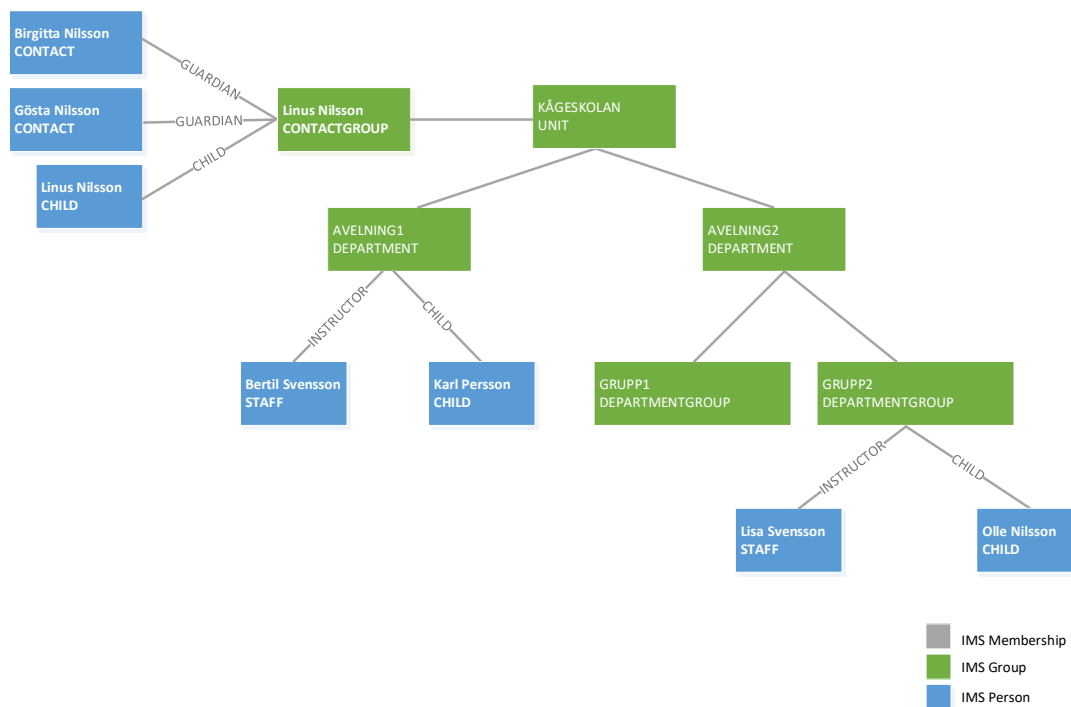 Birgitta Nilsson
CONTACT
GUARDIAN
Gösta Nilsson
CONTACT
GUARDIAN
Linus Nilsson
CONTACTGROUP
KÅGESKOLAN
UNIT
Linus Nilsson
CHILD
CHILD
AVELNING1
DEPARTMENT
AVELNING2
DEPARTMENT
INSTRUCTOR
CHILD
Bertil Svensson
STAFF
Karl Persson
CHILD
GRUPP1
DEPARTMENTGROUP
GRUPP2
DEPARTMENTGROUP
INSTRUCTOR
CHILD
Lisa Svensson
STAFF
Olle Nilsson
CHILD
IMS Membership
IMS Group
IMS Person